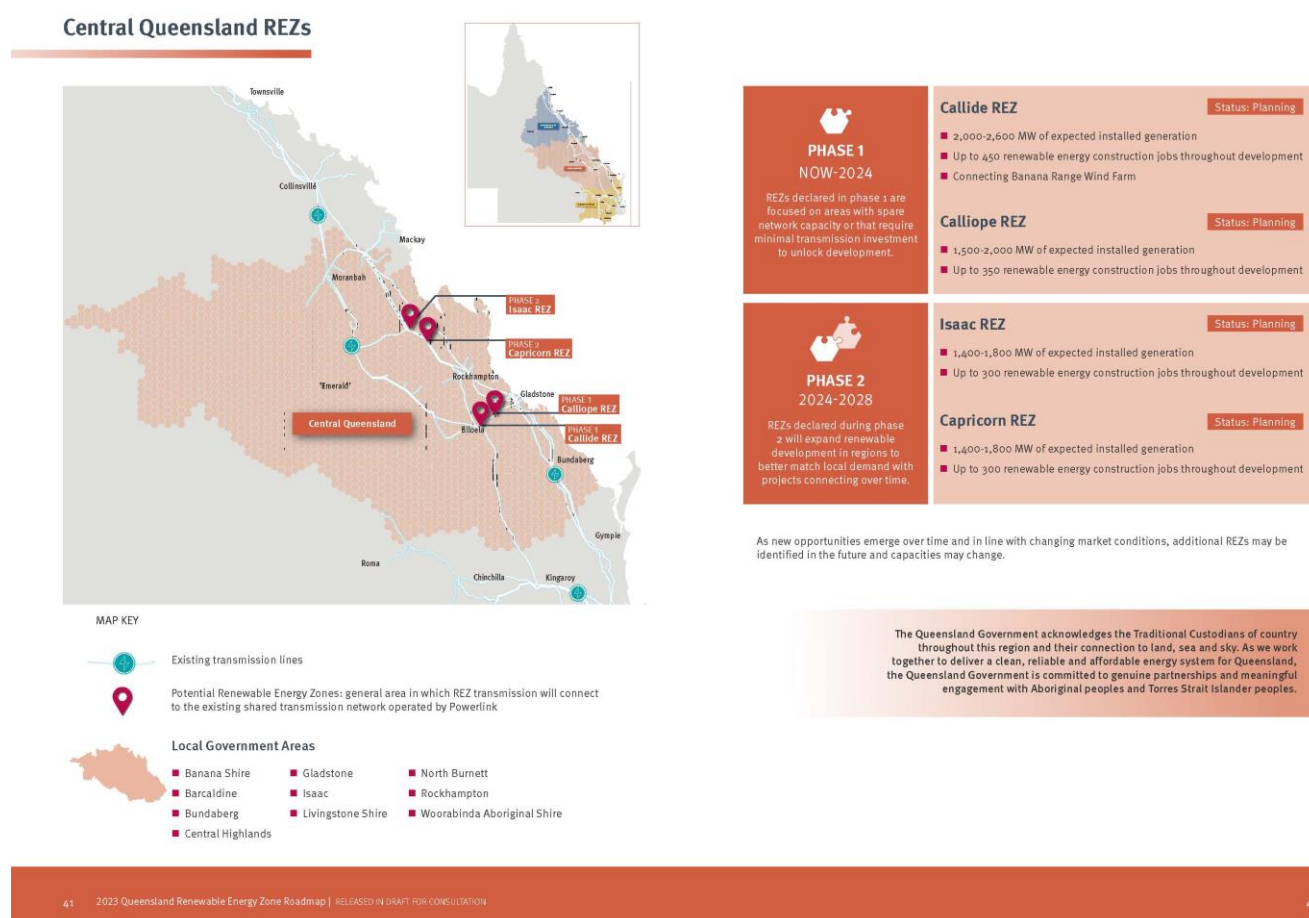 Central Queensland REZs
Townsville
Collinsville
Mackay
Moranbah
PHASE 2
Isaac REZ
PHASE 2
Capricorn REZ
Rockhampton
'Emerald'
Gladstone
PHASE 1
Calliope REZ
Central Queensland
Biloela
PHASE 1
Callide REZ
Bundaberg
Gympie
Roma
Chinchilla
Kingaroy
MAP KEY
Existing transmission lines
Potential Renewable Energy Zones: general area in which REZ transmission will connect
to the existing shared transmission network operated by Powerlink
Local Government Areas
Banana Shire
Barcaldine
Bundaberg
Central Highlands
Gladstone
Isaac
Livingstone Shire
North Burnett
Rockhampton
Woorabinda Aboriginal Shire
PHASE 1
NOW-2024
REZs declared in phase 1 are
focused on areas with spare
network capacity or that require
minimal transmission investment
to unlock development.
Callide REZ
Status: Planning
2,000-2,600 MW of expected installed generation
Up to 450 renewable energy construction jobs throughout development
Connecting Banana Range Wind Farm
Calliope REZ
Status: Planning
1,500-2,000 MW of expected installed generation
Up to 350 renewable energy construction jobs throughout development
PHASE 2
2024-2028
REZs declared during phase
2 will expand renewable
development in regions to
better match local demand with
projects connecting over time.
Isaac REZ
Status: Planning
1,400-1,800 MW of expected installed generation
Up to 300 renewable energy construction jobs throughout development
Capricorn REZ
Status: Planning
1,400-1,800 MW of expected installed generation
Up to 300 renewable energy construction jobs throughout development
As new opportunities emerge over time and in line with changing market conditions, additional REZs may be
identified in the future and capacities may change.
The Queensland Government acknowledges the Traditional Custodians of country
throughout this region and their connection to land, sea and sky. As we work
together to deliver a clean, reliable and affordable energy system for Queensland,
the Queensland Government is committed to genuine partnerships and meaningful
engagement with Aboriginal peoples and Torres Strait Islander peoples.
41 2023 Queensland Renewable Energy Zone Roadmap | RELEASED IN DRAFT FOR CONSULTATION